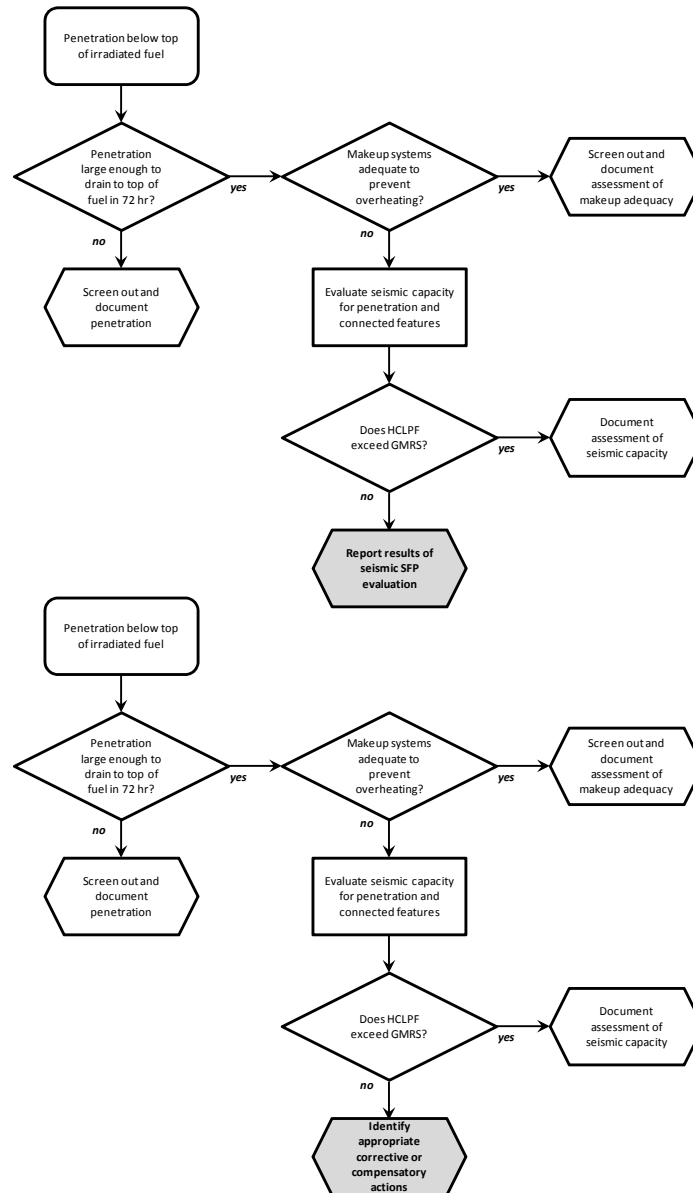 Penetration below top
of irradiated fuel
Penetration
large enough to
drain to top of
fuel in 72 hr?
yes
Makeup systems
adequate to
prevent
overheating?
yes
Screen out and
document
assessment of
makeup adequacy
no
Screen out and
document
penetration
no
Evaluate seismic capacity
for penetration and
connected features
Does HCLPF
exceed GMRS?
yes
Document
assessment of
seismic capacity
no
Report results of
seismic SFP
evaluation
Penetration below top
of irradiated fuel
Penetration
large enough to
drain to top of
fuel in 72 hr?
yes
Makeup systems
adequate to
prevent
overheating?
yes
Screen out and
document
assessment of
makeup adequacy
no
Screen out and
document
penetration
no
Evaluate seismic capacity
for penetration and
connected features
Does HCLPF
exceed GMRS?
yes
Document
assessment of
seismic capacity
no
Identify
appropriate
corrective or
compensatory
actions